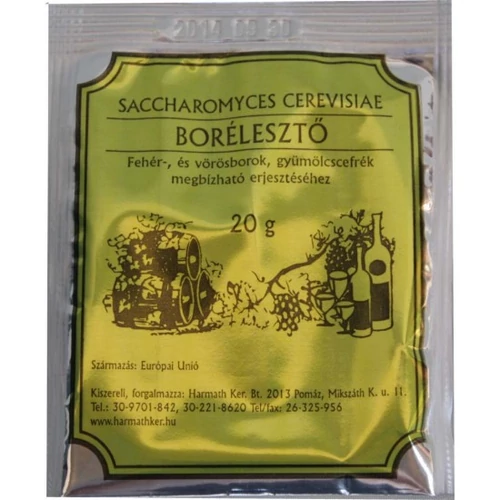 2014 09 30
SACCHAROMYCES CEREVISIAE
BORÉLESZTŐ
Fehér-, és vörösborok, gyümölcscefrék
megbízható erjesztéséhez
20 g
Származás: Európai Unió
Kiszereli, forgalmazza: Harmath Ker. Bt. 2013 Pomáz, Mikszáth K. u. 11.
Tel.: 30-9701-842, 30-221-8620 Tel/fax: 26-325-956
www.harmathker.hu